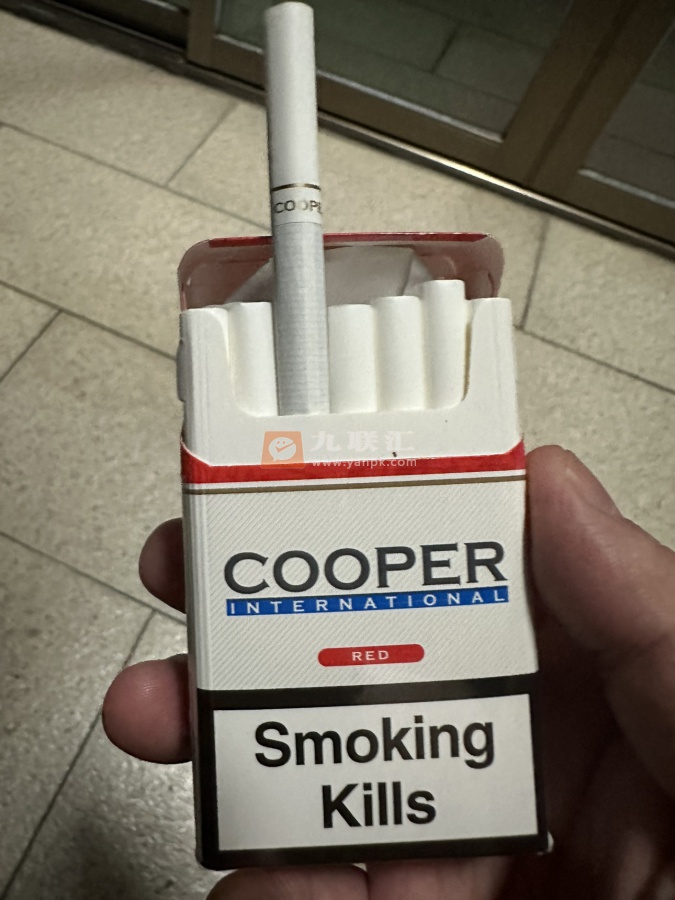 COOPE
九联汇
www.yanpk.com
COOPER
INTERNATIONAL
RED
Smoking
Kills